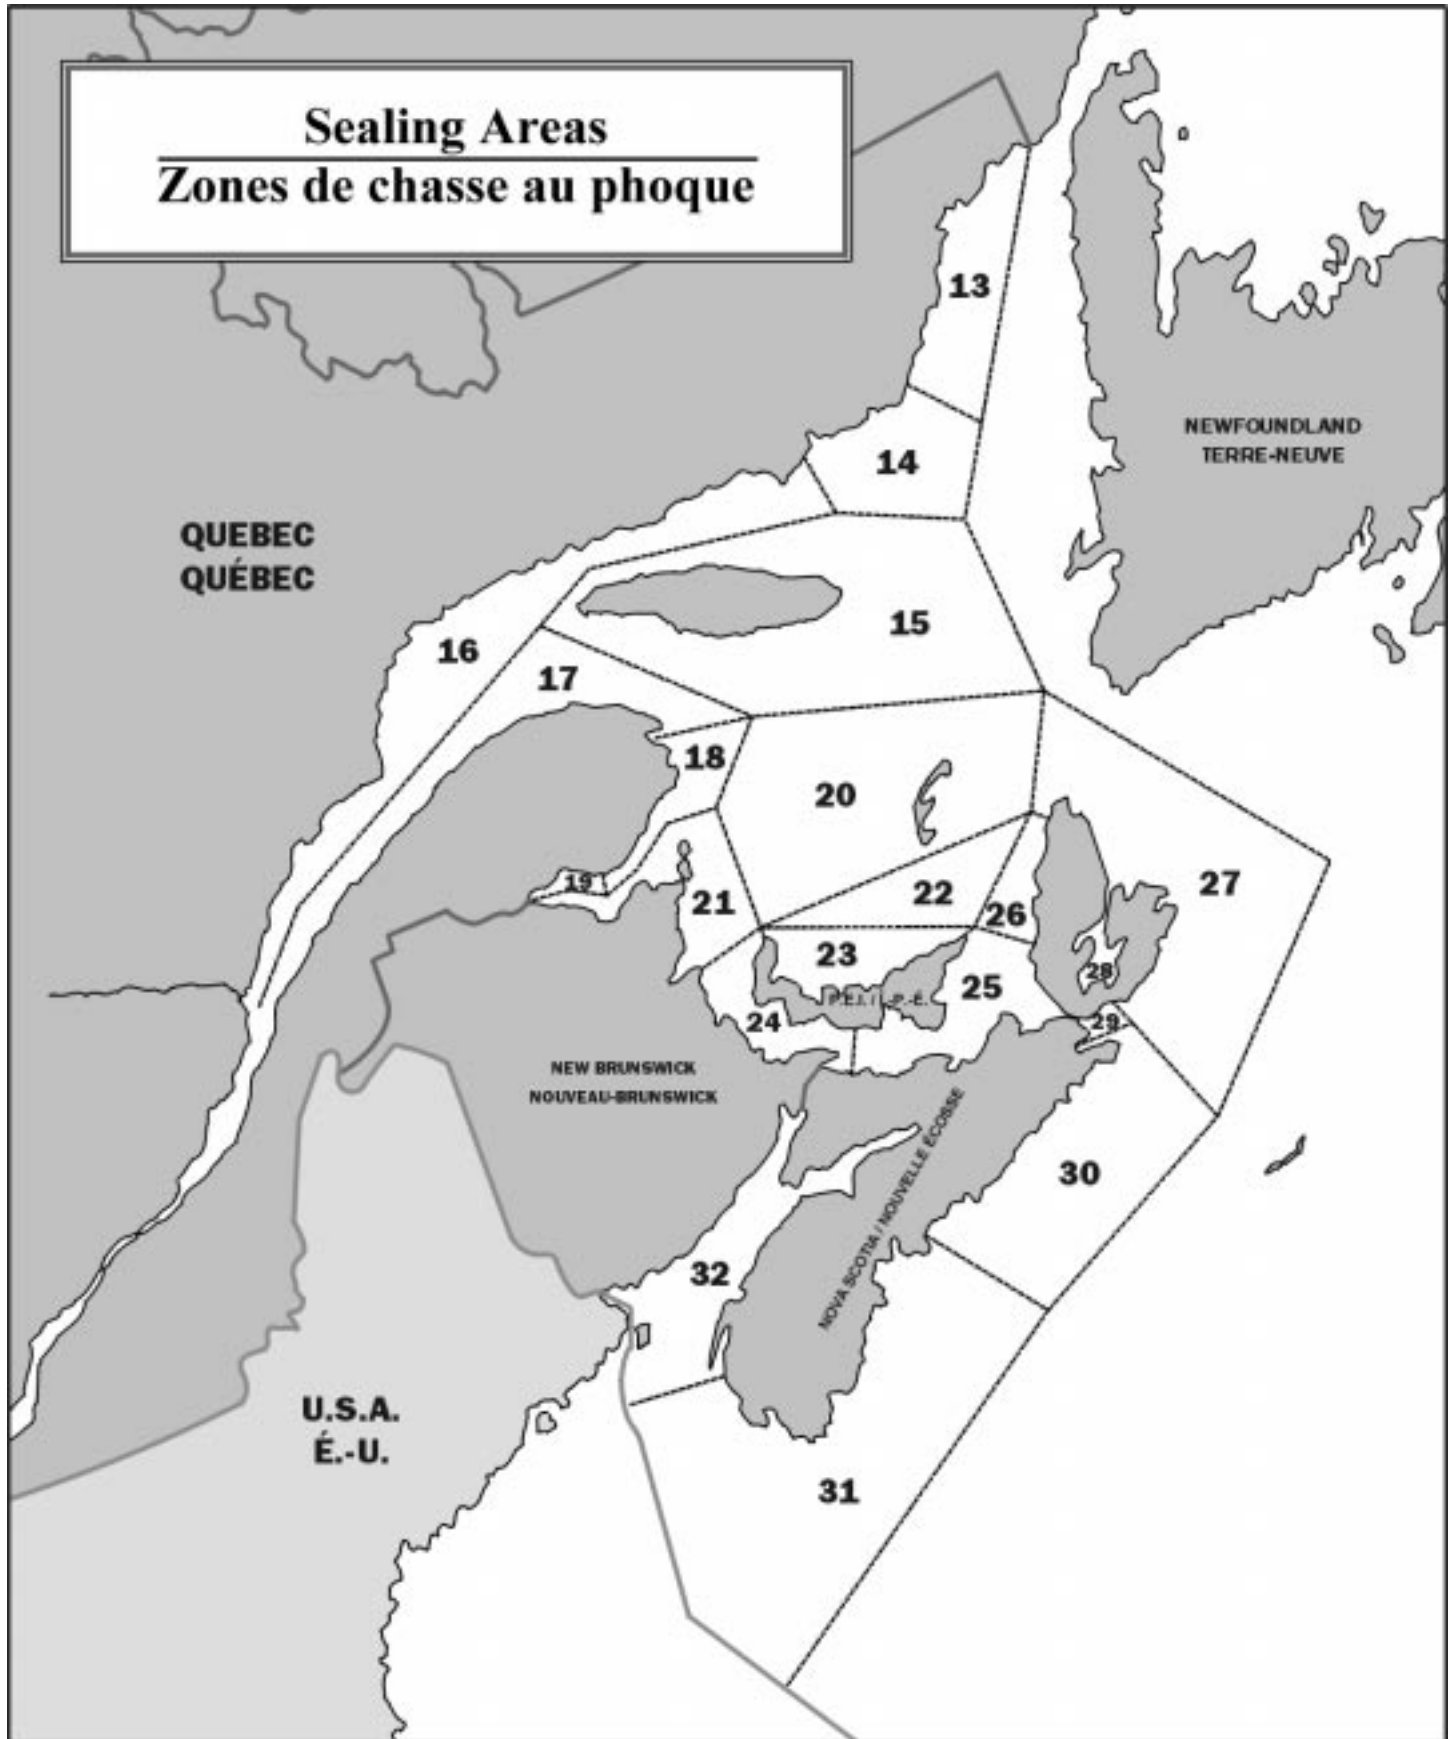 Sealing Areas
Zones de chasse au phoque
13
NEWFOUNDLAND
TERRE-NEUVE
14
QUEBEC
QUÉBEC
15
16
17
18
20
27
19
21
22
26
23
28
25
P.E.I. / -P.-É.
24
29
NEW BRUNSWICK
NOUVEAU-BRUNSWICK
NOVA SCOTIA / NOUVELLE ÉCOSSE
30
32
U.S.A.
É.-U.
31